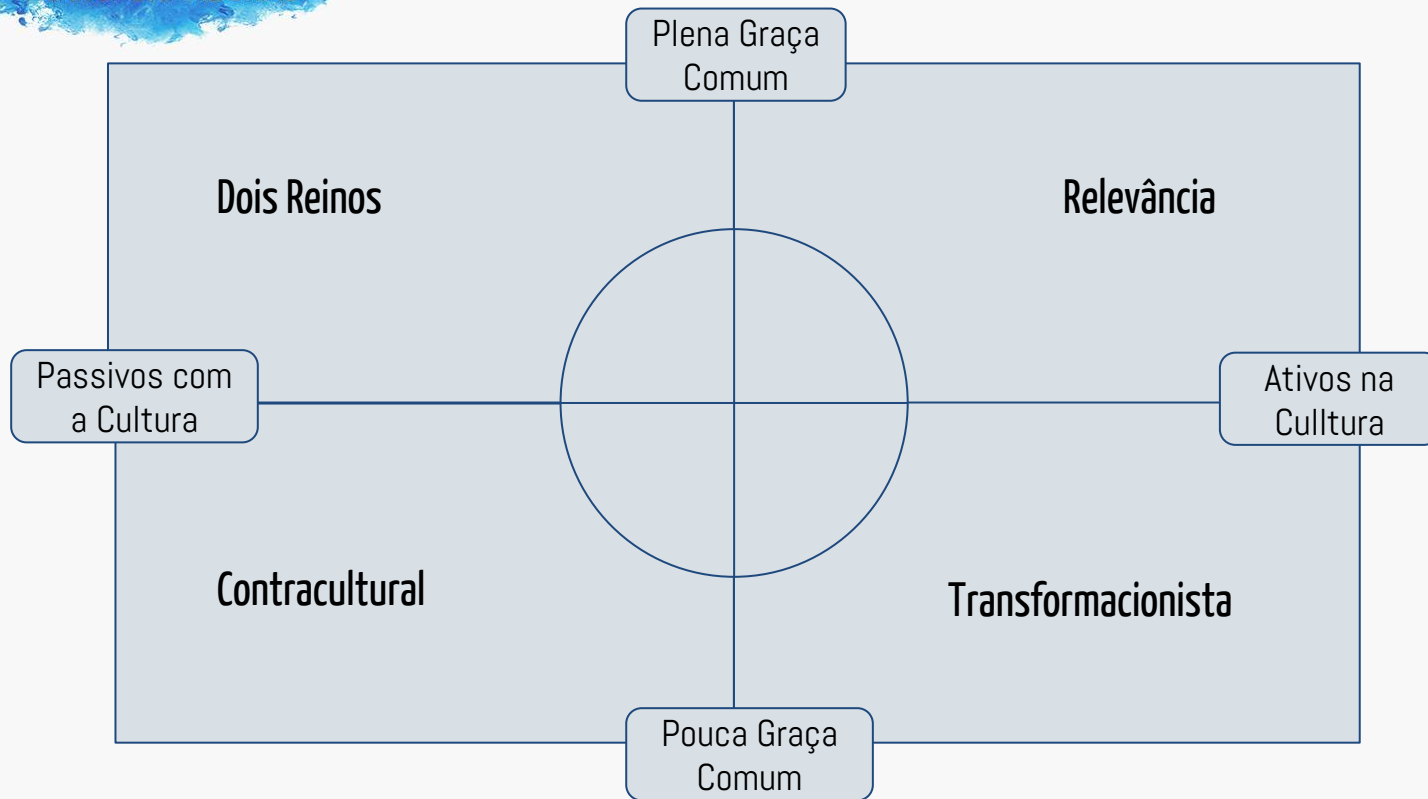 Plena Graça
Comum
Dois Reinos
Relevância
Passivos com
a Cultura
Ativos na
Culltura
Contracultural
Transformacionista
Pouca Graça
Comum